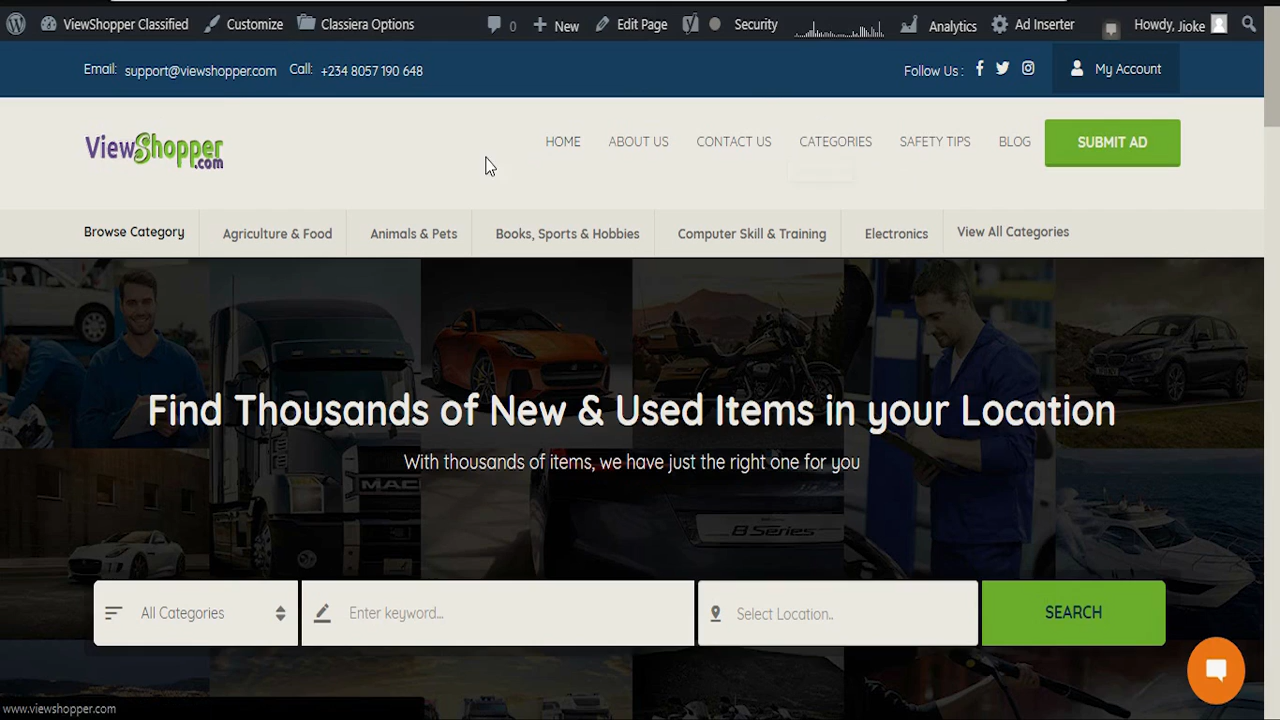 ViewShopper Classified Customize Classiera Options 0 New Edit Page Security Analytics Ad Inserter Howdy, Jioke
Email: support@viewshopper.com Call: +234 8057 190 648 Follow Us : My Account
ViewShopper.com HOME ABOUT US CONTACT US CATEGORIES SAFETY TIPS BLOG SUBMIT AD
Browse Category Agriculture & Food Animals & Pets Books, Sports & Hobbies Computer Skill & Training Electronics View All Categories
Find Thousands of New & Used Items in your Location
With thousands of items, we have just the right one for you
MACK
8 Series
All Categories Enter keyword... Select Location.. SEARCH
www.viewshopper.com